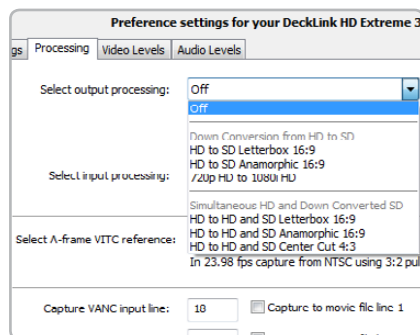 Preference settings for your DeckLink HD Extreme 3
gs Processing Video Levels Audio Levels
Select output processing: Off
Off
Down Conversion from HD to SD
HD to SD Letterbox 16:9
HD to SD Anamorphic 16:9
Select input processing: 720p HD to 1080i HD
Simultaneous HD and Down Converted SD
HD to HD and SD Letterbox 16:9
HD to HD and SD Anamorphic 16:9
Select A-frame VITC reference:
HD to HD and SD Center Cut 4:3
In 23.98 fps capture from NTSC using 3:2 pul
Capture VANC input line: 18 Capture to movie file line 1